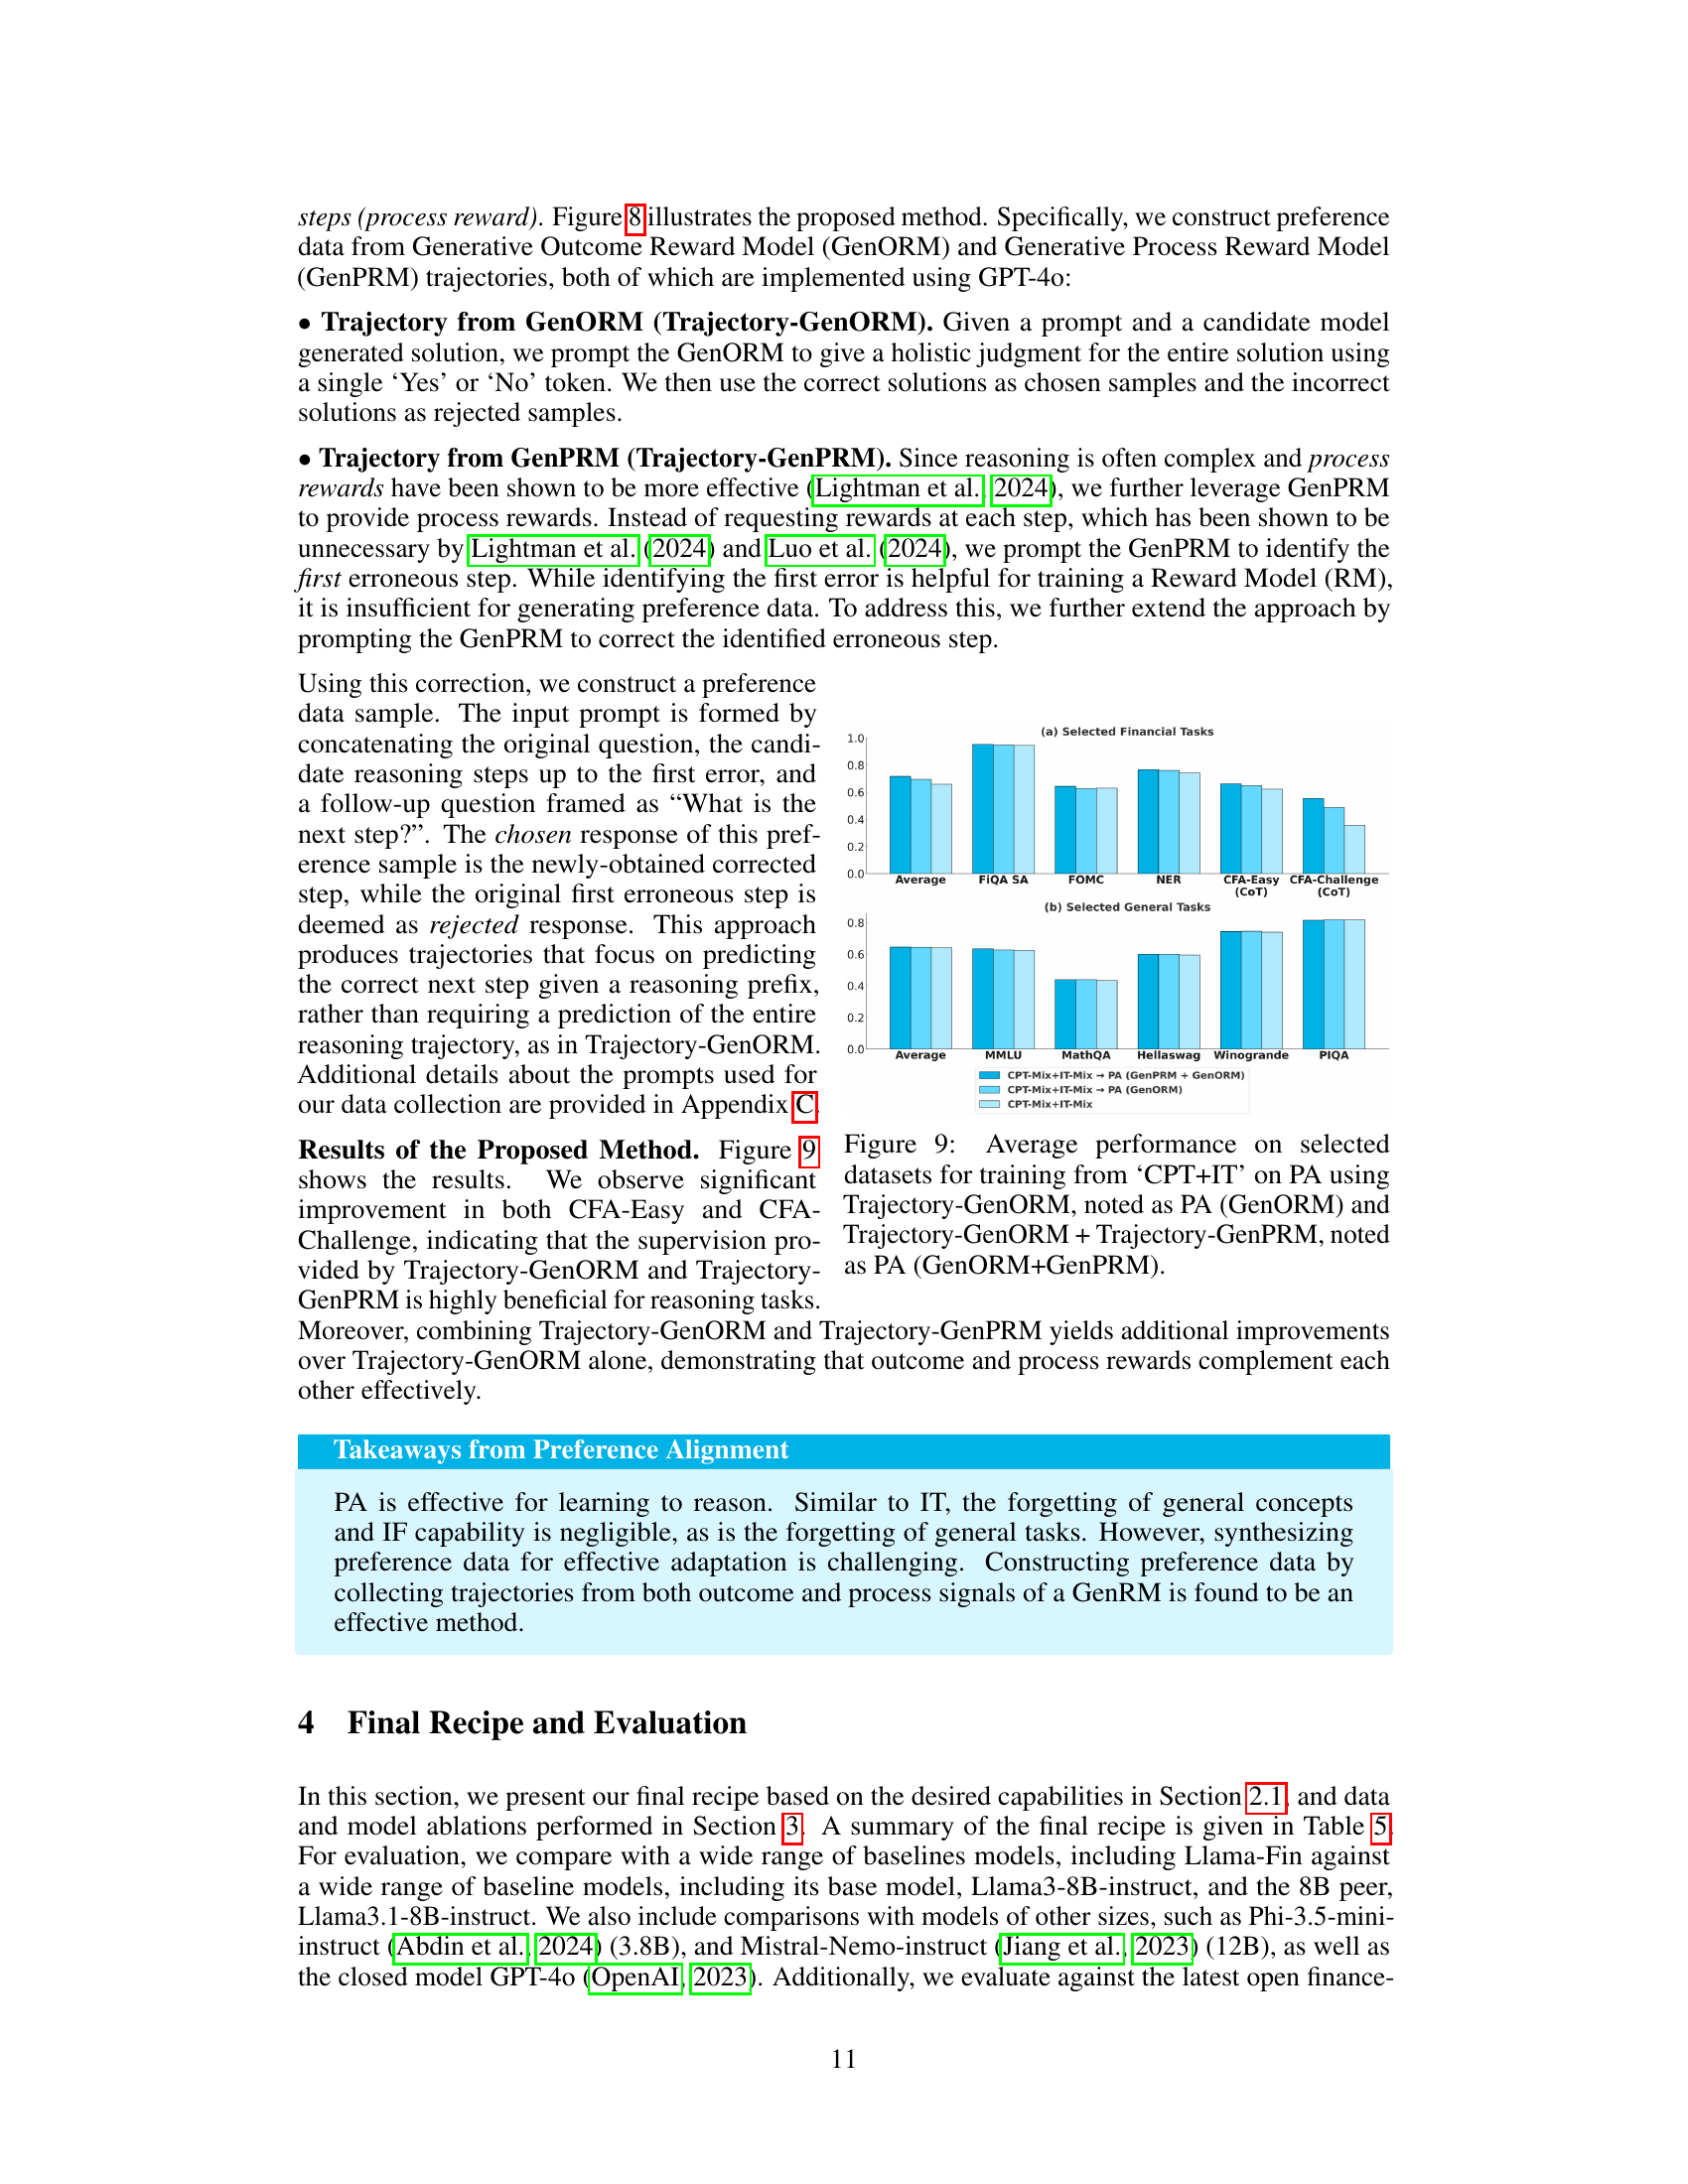 steps (process reward). Figure 8 illustrates the proposed method. Specifically, we construct preference
data from Generative Outcome Reward Model (GenORM) and Generative Process Reward Model
(GenPRM) trajectories, both of which are implemented using GPT-4o:
• Trajectory from GenORM (Trajectory-GenORM). Given a prompt and a candidate model
generated solution, we prompt the GenORM to give a holistic judgment for the entire solution using
a single ‘Yes’ or ‘No’ token. We then use the correct solutions as chosen samples and the incorrect
solutions as rejected samples.
• Trajectory from GenPRM (Trajectory-GenPRM). Since reasoning is often complex and process
rewards have been shown to be more effective (Lightman et al., 2024), we further leverage GenPRM
to provide process rewards. Instead of requesting rewards at each step, which has been shown to be
unnecessary by Lightman et al. (2024) and Luo et al. (2024), we prompt the GenPRM to identify the
first erroneous step. While identifying the first error is helpful for training a Reward Model (RM),
it is insufficient for generating preference data. To address this, we further extend the approach by
prompting the GenPRM to correct the identified erroneous step.
Using this correction, we construct a preference
data sample. The input prompt is formed by
concatenating the original question, the candi-
date reasoning steps up to the first error, and
a follow-up question framed as “What is the
next step?”. The chosen response of this pref-
erence sample is the newly-obtained corrected
step, while the original first erroneous step is
deemed as rejected response. This approach
produces trajectories that focus on predicting
the correct next step given a reasoning prefix,
rather than requiring a prediction of the entire
reasoning trajectory, as in Trajectory-GenORM.
Additional details about the prompts used for
our data collection are provided in Appendix C.
(a) Selected Financial Tasks
1.0
0.8
0.6
0.4
0.2
0.0
Average FiQA SA FOMC NER CFA-Easy CFA-Challenge
(CoT) (CoT)
(b) Selected General Tasks
0.8
0.6
0.4
0.2
0.0
Average MMLU MathQA Hellaswag Winogrande PIQA
CPT-Mix+IT-Mix → PA (GenPRM + GenORM)
CPT-Mix+IT-Mix → PA (GenORM)
CPT-Mix+IT-Mix
Figure 9: Average performance on selected
datasets for training from ‘CPT+IT’ on PA using
Trajectory-GenORM, noted as PA (GenORM) and
Trajectory-GenORM + Trajectory-GenPRM, noted
as PA (GenORM+GenPRM).
Results of the Proposed Method. Figure 9
shows the results. We observe significant
improvement in both CFA-Easy and CFA-
Challenge, indicating that the supervision pro-
vided by Trajectory-GenORM and Trajectory-
GenPRM is highly beneficial for reasoning tasks.
Moreover, combining Trajectory-GenORM and Trajectory-GenPRM yields additional improvements
over Trajectory-GenORM alone, demonstrating that outcome and process rewards complement each
other effectively.
Takeaways from Preference Alignment
PA is effective for learning to reason. Similar to IT, the forgetting of general concepts
and IF capability is negligible, as is the forgetting of general tasks. However, synthesizing
preference data for effective adaptation is challenging. Constructing preference data by
collecting trajectories from both outcome and process signals of a GenRM is found to be an
effective method.
4 Final Recipe and Evaluation
In this section, we present our final recipe based on the desired capabilities in Section 2.1, and data
and model ablations performed in Section 3. A summary of the final recipe is given in Table 5.
For evaluation, we compare with a wide range of baselines models, including Llama-Fin against
a wide range of baseline models, including its base model, Llama3-8B-instruct, and the 8B peer,
Llama3.1-8B-instruct. We also include comparisons with models of other sizes, such as Phi-3.5-mini-
instruct (Abdin et al., 2024) (3.8B), and Mistral-Nemo-instruct (Jiang et al., 2023) (12B), as well as
the closed model GPT-4o (OpenAI, 2023). Additionally, we evaluate against the latest open finance-
11